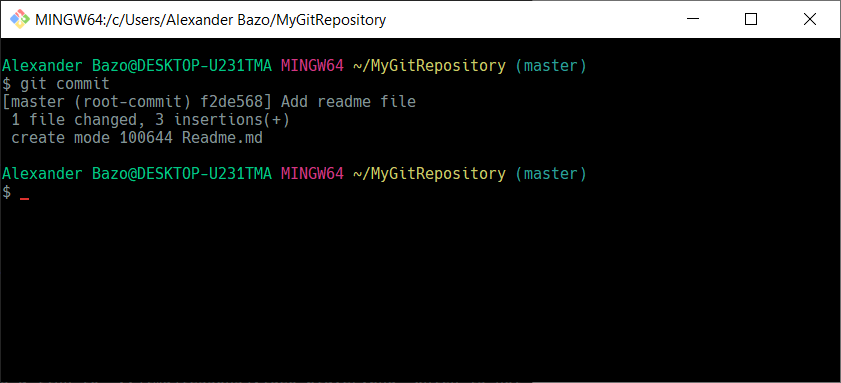 MINGW64:/c/Users/Alexander Bazo/MyGitRepository
Alexander Bazo@DESKTOP-U231TMA MINGW64 ~/MyGitRepository (master)
$ git commit
[master (root-commit) f2de568] Add readme file
 1 file changed, 3 insertions(+)
 create mode 100644 Readme.md
Alexander Bazo@DESKTOP-U231TMA MINGW64 ~/MyGitRepository (master)
$ _